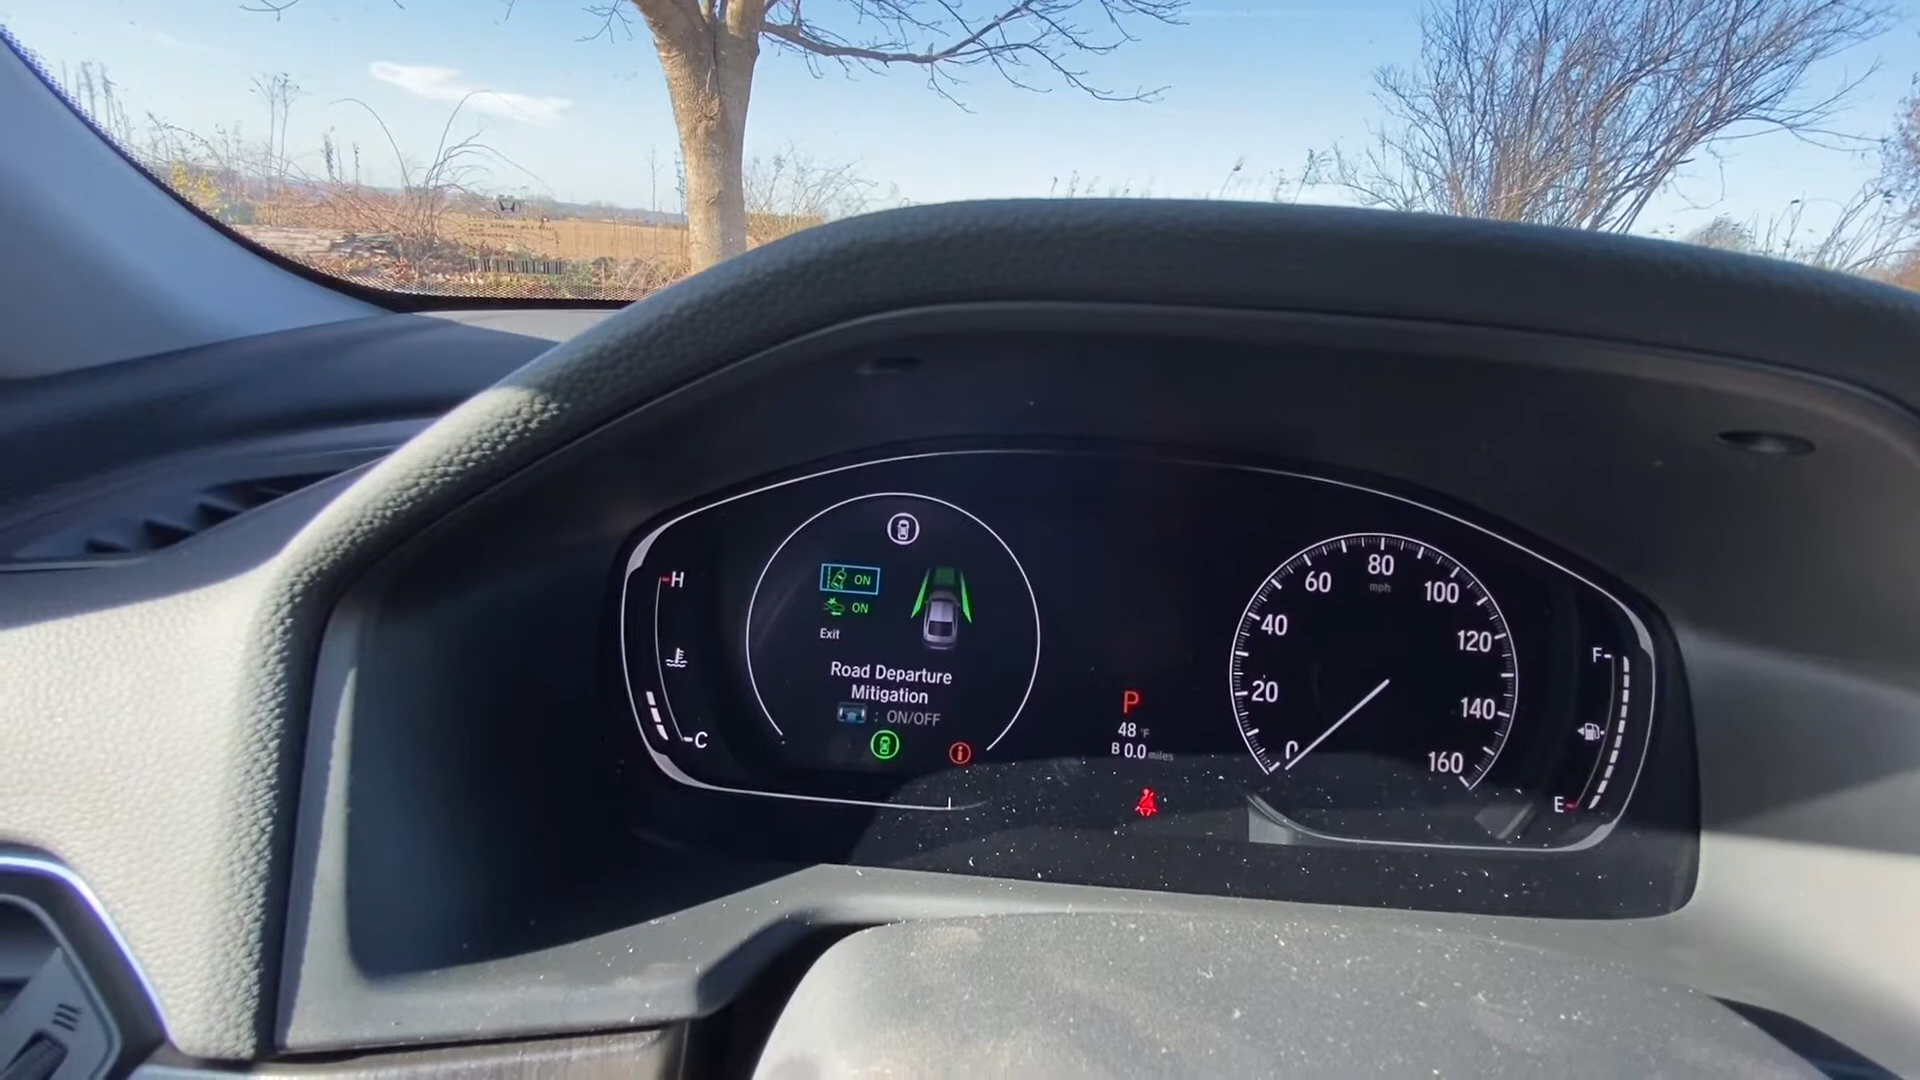 H
C
ON
ON
Exit
Road Departure
Mitigation
: ON/OFF
P
48 °F
B 0.0 miles
0
20
40
60
80
mph
100
120
140
160
F
E